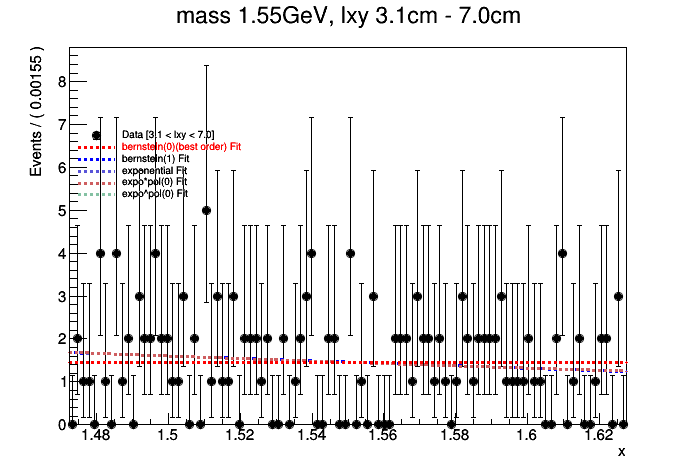 mass 1.55GeV, lxy 3.1cm - 7.0cm
Events / ( 0.00155 )
8
7
6
5
4
3
2
1
0
Data [3.1 < lxy < 7.0]
bernstein(0)(best order) Fit
bernstein(1) Fit
exponential Fit
expo*pol(0) Fit
expo^pol(0) Fit
1.48 1.5 1.52 1.54 1.56 1.58 1.6 1.62
x